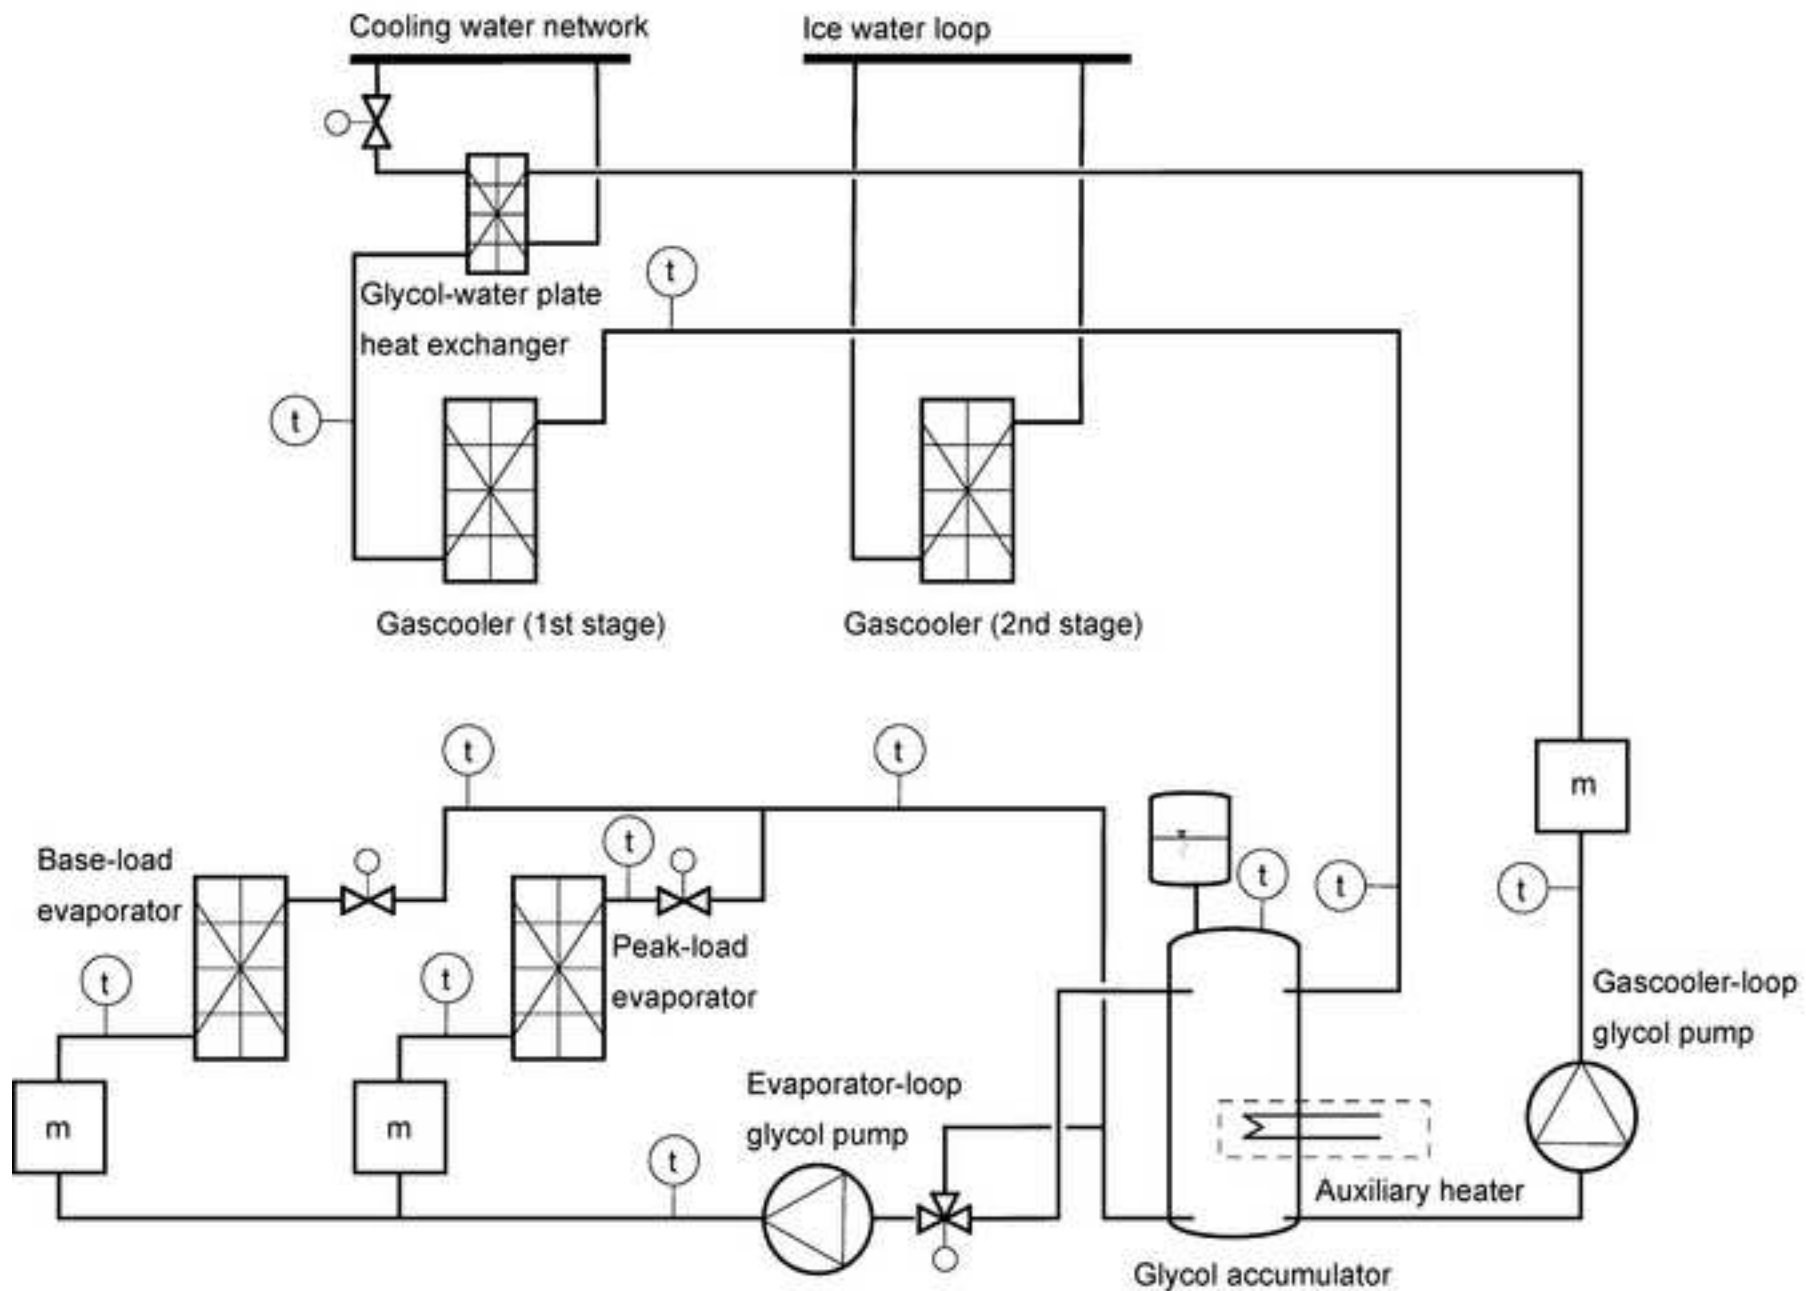 Cooling water network
Ice water loop
Glycol-water plate
heat exchanger
t
t
Gascooler (1st stage)
Gascooler (2nd stage)
t
t
m
Base-load
evaporator
t
t
t
t
Peak-load
evaporator
t
t
Gascooler-loop
glycol pump
Evaporator-loop
glycol pump
m
m
t
Auxiliary heater
Glycol accumulator